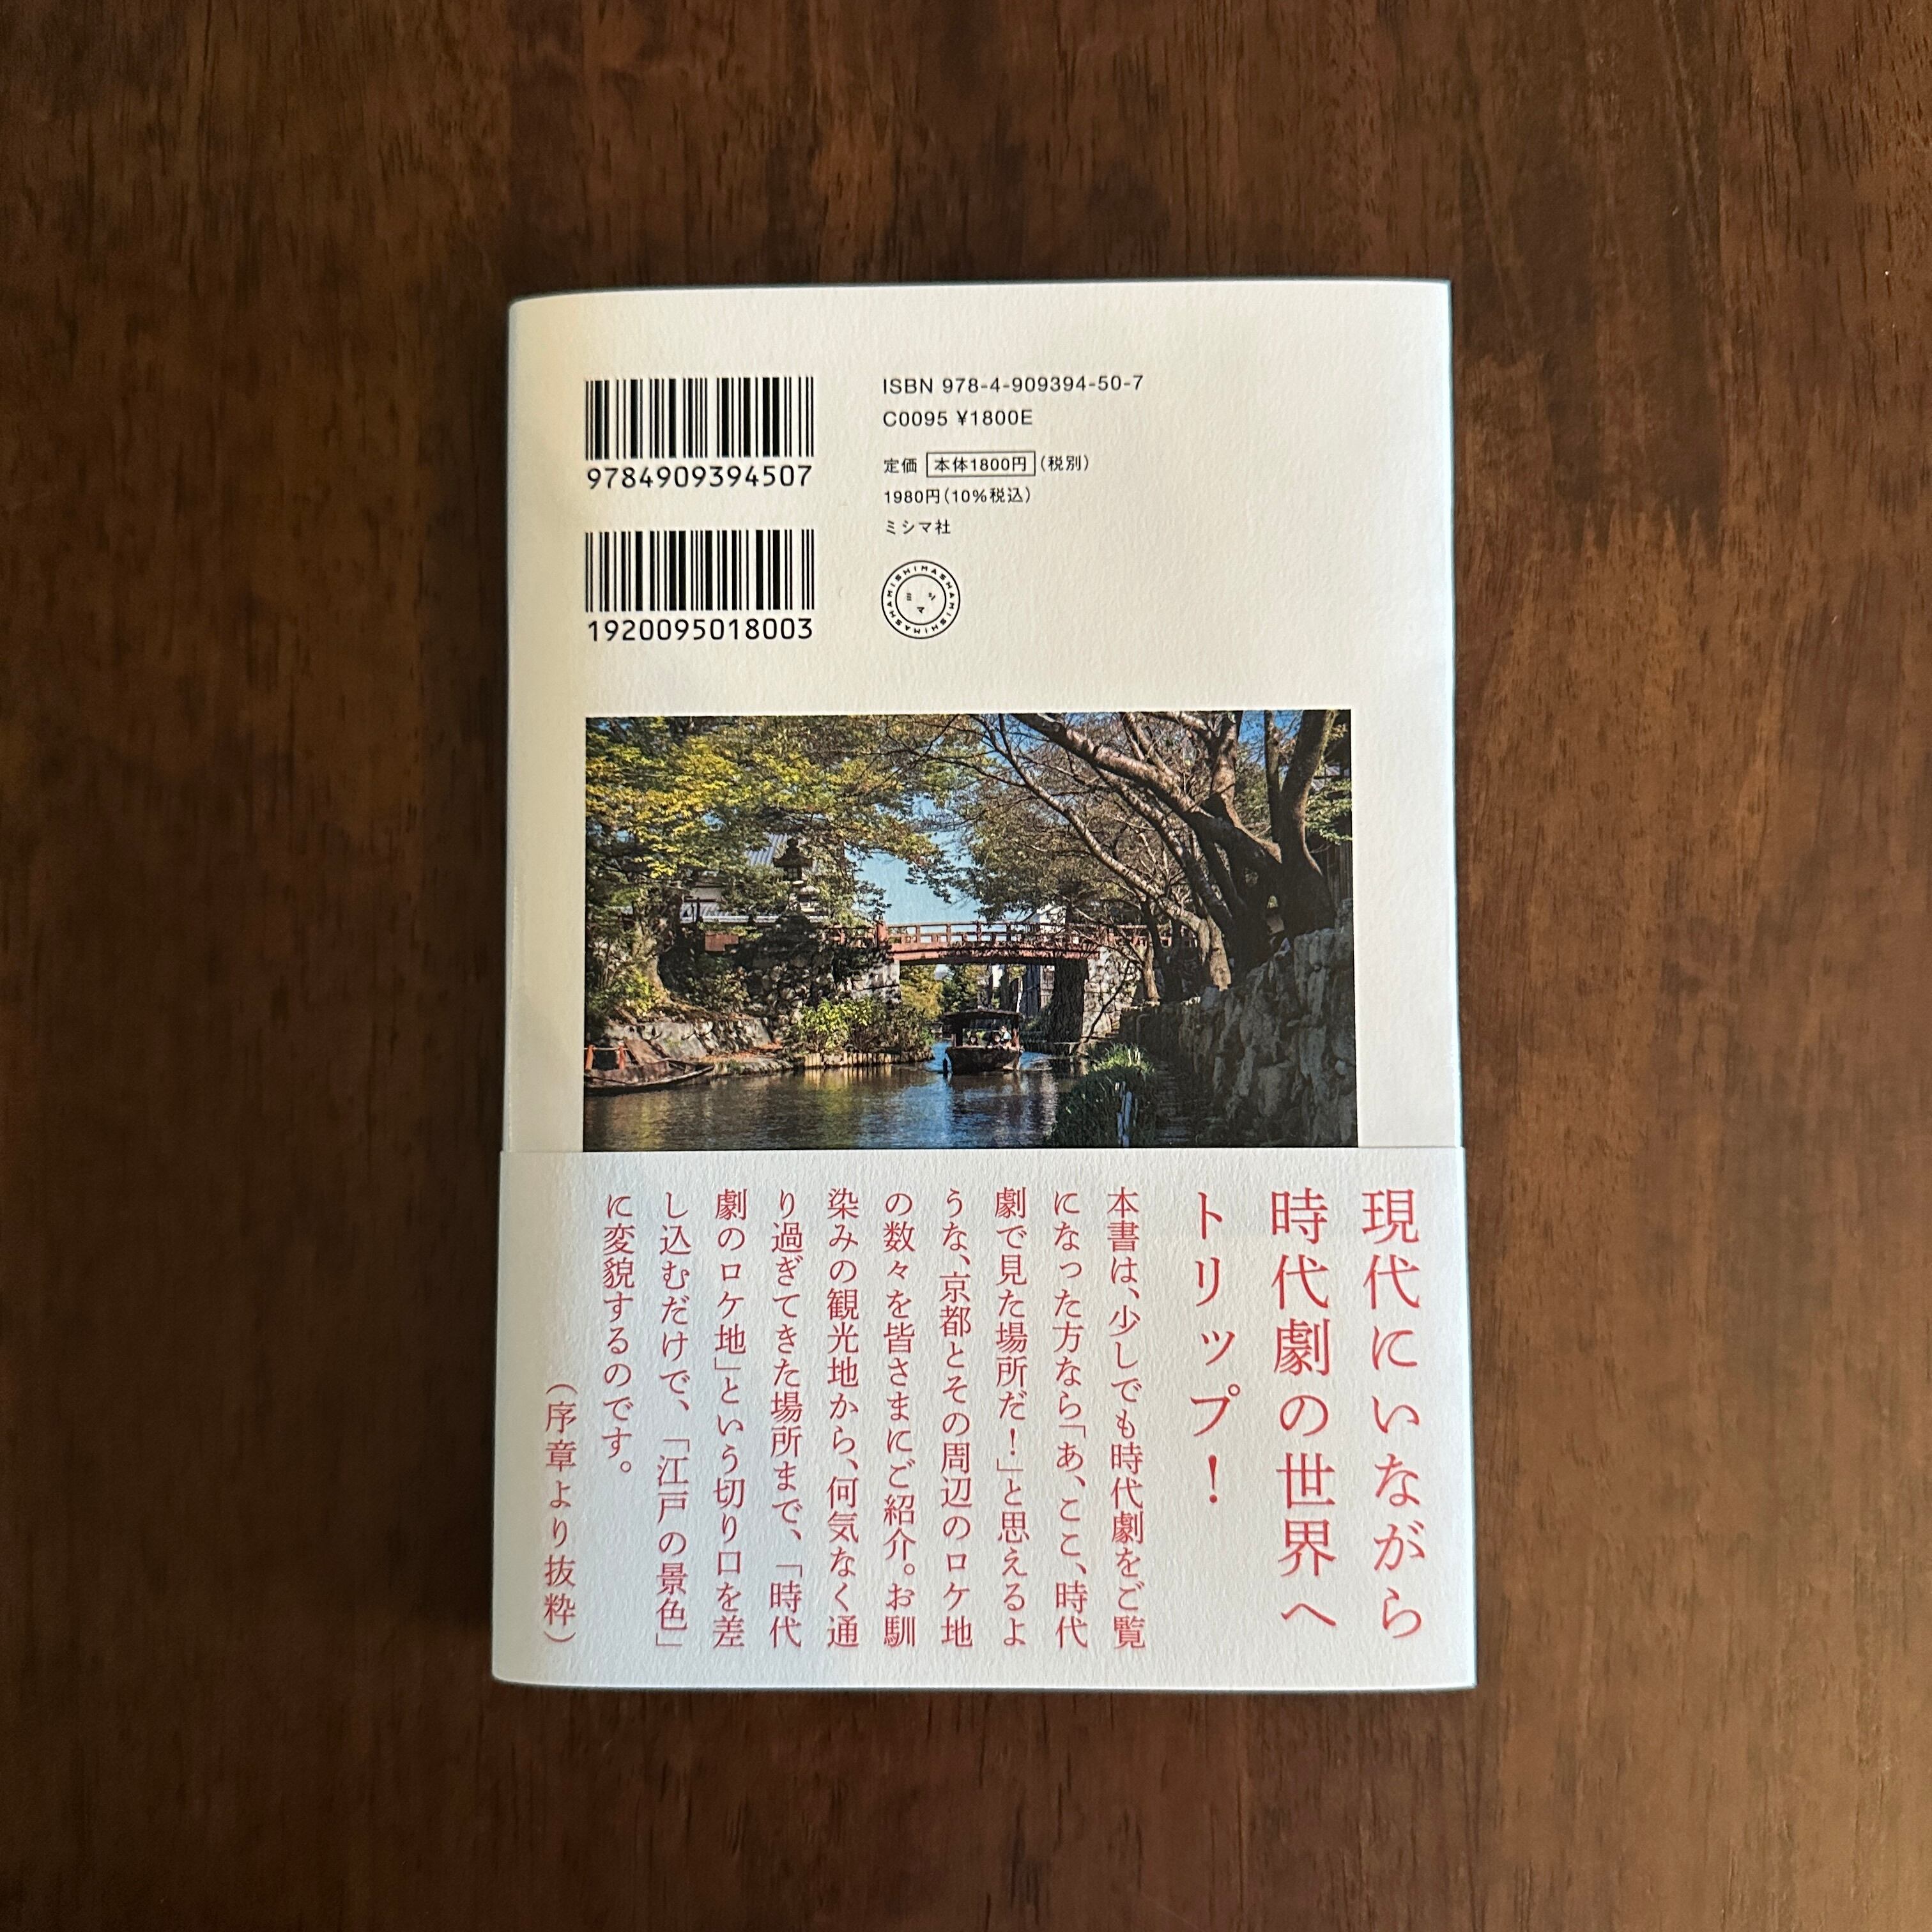 9784909394507
1920095018003
ISBN 978-4-909394-50-7
C0095 ¥1800E
定価 本体1800円(税別)
1980円(10%税込)
ミシマ社
MISHIMASHA MISHIMASHA
ミシマ
現代にいながら
時代劇の世界へ
トリップ!
本書は、少しでも時代劇をご覧
になった方なら「あ、ここ、時代
劇で見た場所だ!」と思えるよ
うな、京都とその周辺のロケ地
の数々を皆さまにご紹介。お馴
染みの観光地から、何気なく通
り過ぎてきた場所まで、「時代
劇のロケ地」という切り口を差
し込むだけで、「江戸の景色」
に変貌するのです。
(序章より抜粋)